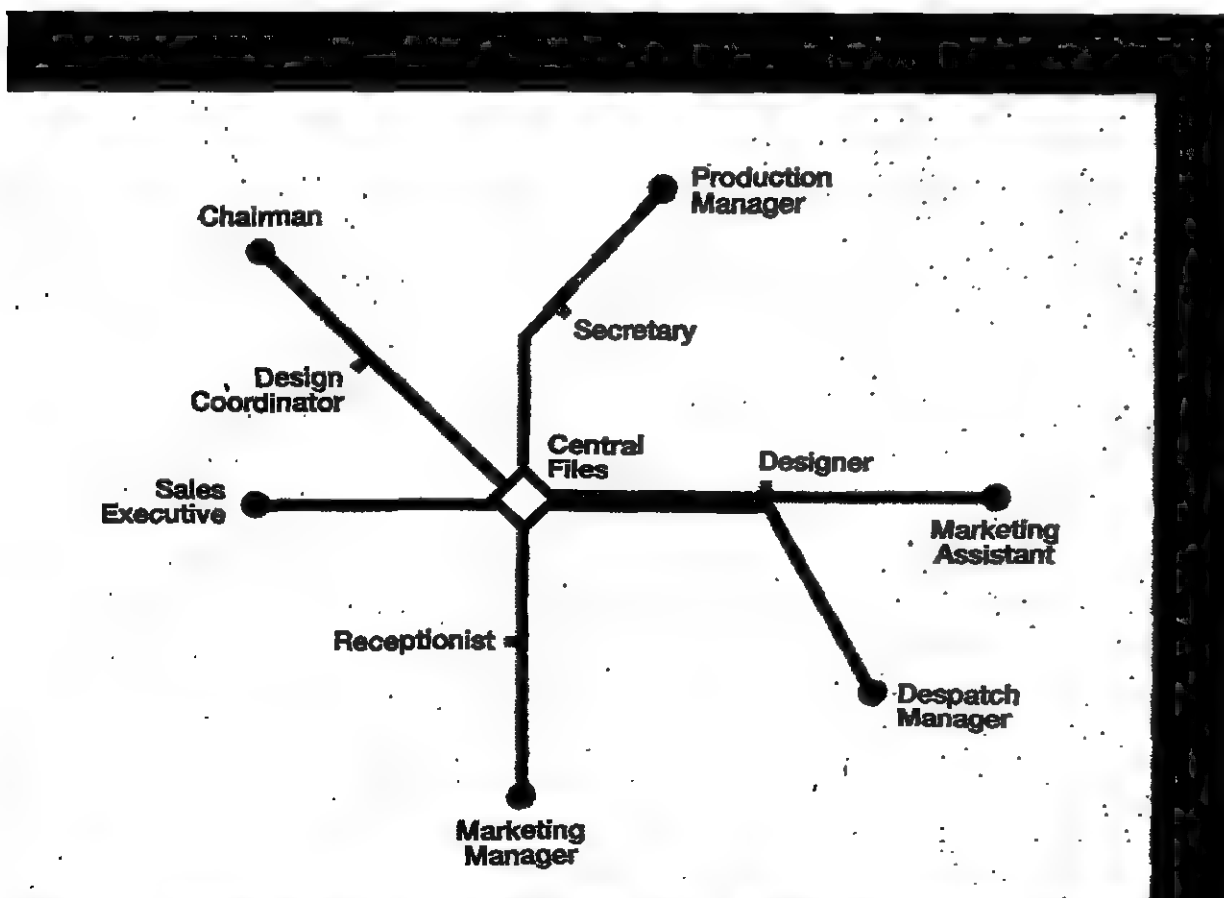 Production
Manager
Chairman
Secretary
Design
Coordinator
Central
Files
Designer
Sales
Executive
Marketing
Assistant
Receptionist
Despatch
Manager
Marketing
Manager